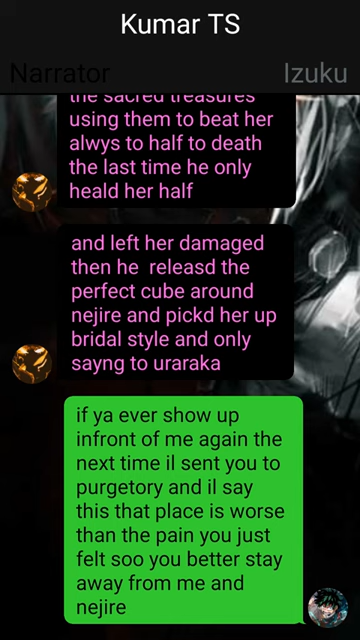 Kumar TS
Narrator
Izuku
the sacred treasures
using them to beat her
alwys to half to death
the last time he only
heald her half
and left her damaged
then he  releasd the
perfect cube around
nejire and pickd her up
bridal style and only
sayng to uraraka
if ya ever show up
infront of me again the
next time il sent you to
purgetory and il say
this that place is worse
than the pain you just
felt soo you better stay
away from me and
nejire